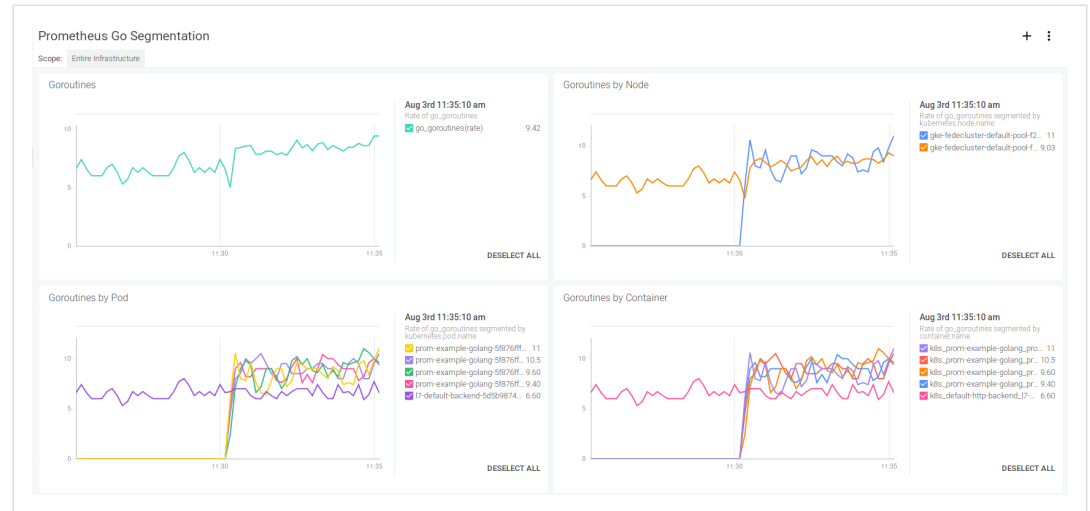 Prometheus Go Segmentation
Scope: Entire Infrastructure
Goroutines
10
5
0
11:30
11:35
Aug 3rd 11:35:10 am
Rate of go_goroutines
go_goroutines(rate) 9.42
DESELECT ALL
Goroutines by Node
10
5
0
11:30
11:35
Aug 3rd 11:35:10 am
Rate of go_goroutines segmented by
kubernetes.node.name
gke-fedecluster-default-pool-f2... 11
gke-fedecluster-default-pool-f... 9.03
DESELECT ALL
Goroutines by Pod
10
5
0
11:30
11:35
Aug 3rd 11:35:10 am
Rate of go_goroutines segmented by
kubernetes.pod.name
prom-example-golang-5f876fff... 11
prom-example-golang-5f876ff... 10.5
prom-example-golang-5f876ff... 9.60
prom-example-golang-5f876ff... 9.40
l7-default-backend-5d5b9874... 6.60
DESELECT ALL
Goroutines by Container
10
5
0
11:30
11:35
Aug 3rd 11:35:10 am
Rate of go_goroutines segmented by
container.name
k8s_prom-example-golang_pro... 11
k8s_prom-example-golang_pr... 10.5
k8s_prom-example-golang_pr... 9.60
k8s_prom-example-golang_pr... 9.40
k8s_default-http-backend_l7-... 6.60
DESELECT ALL